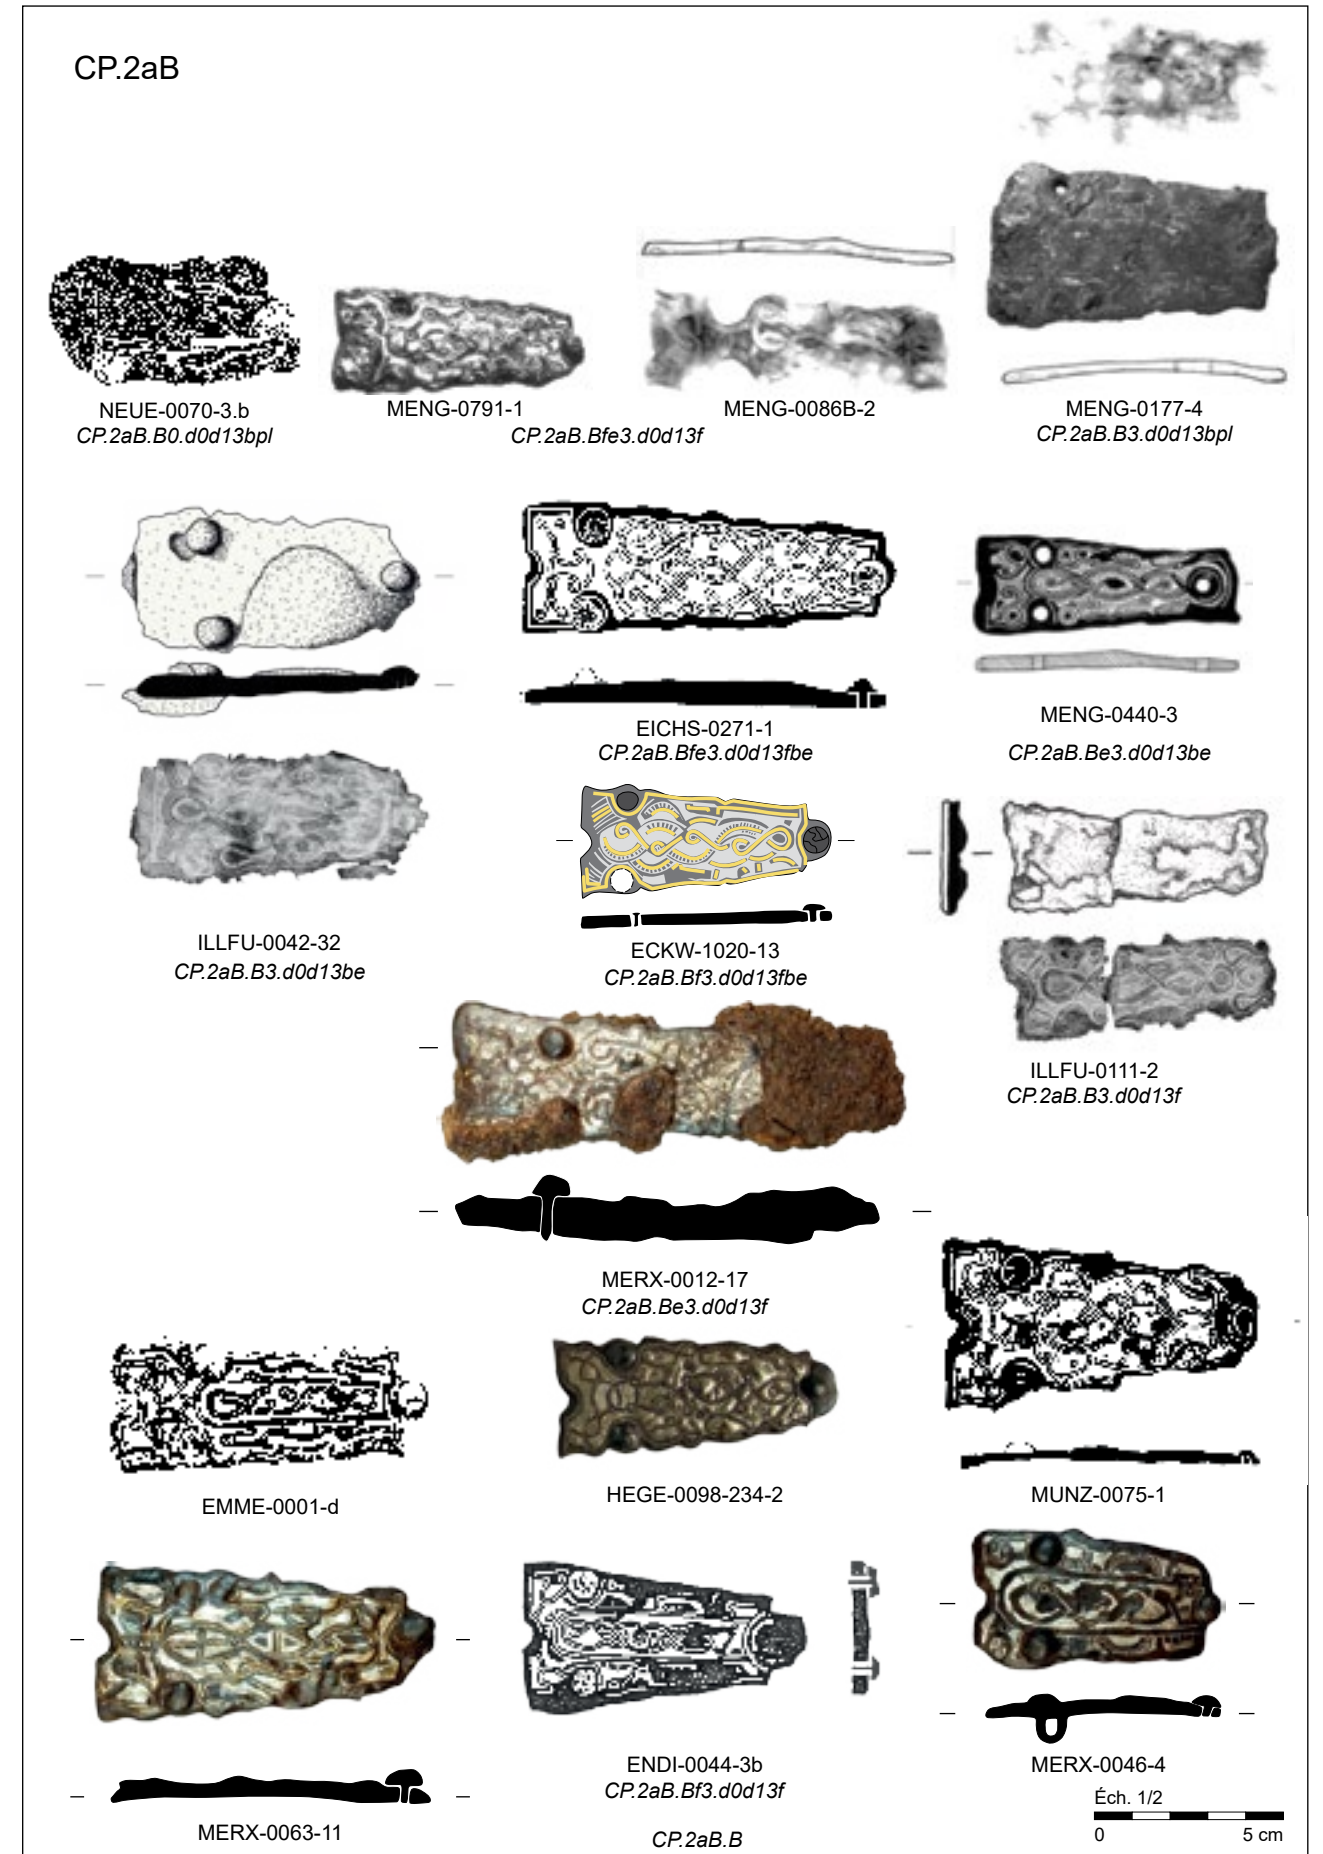 CP.2aB
NEUE-0070-3.b
CP.2aB.B0.d0d13bpl
MENG-0791-1
MENG-0086B-2
CP.2aB.Bfe3.d0d13f
MENG-0177-4
CP.2aB.B3.d0d13bpl
EICHS-0271-1
CP.2aB.Bfe3.d0d13fbe
MENG-0440-3
CP.2aB.Be3.d0d13be
ILLFU-0042-32
CP.2aB.B3.d0d13be
ECKW-1020-13
CP.2aB.Bf3.d0d13fbe
ILLFU-0111-2
CP.2aB.B3.d0d13f
MERX-0012-17
CP.2aB.Be3.d0d13f
EMME-0001-d
HEGE-0098-234-2
MUNZ-0075-1
MERX-0063-11
ENDI-0044-3b
CP.2aB.Bf3.d0d13f
CP.2aB.B
MERX-0046-4
Éch. 1/2
0 5 cm